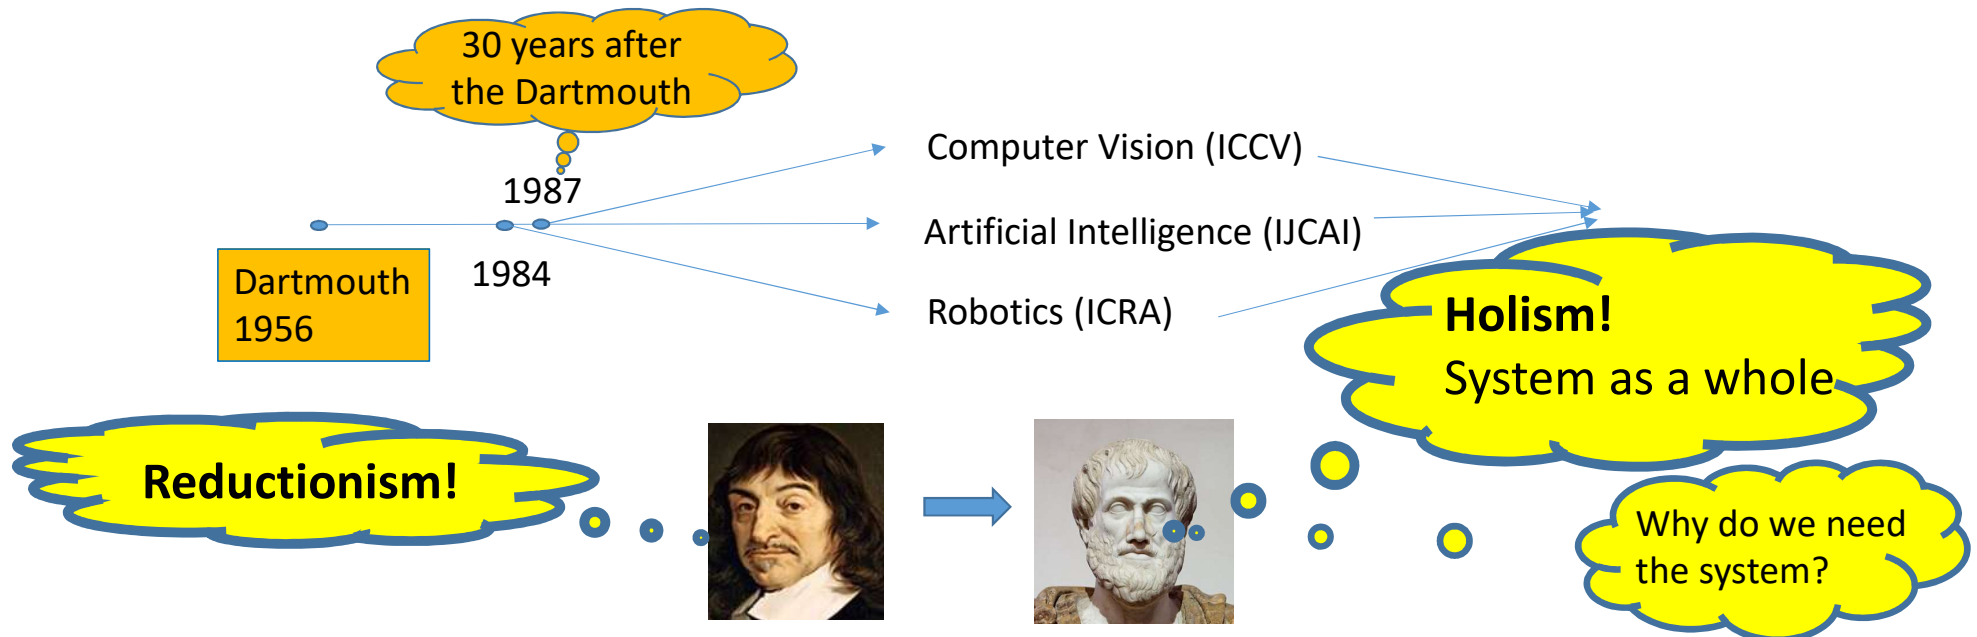 30 years after
the Dartmouth
Computer Vision (ICCV)
1987
Artificial Intelligence (IJCAI)
Dartmouth
1956
1984
Robotics (ICRA)
Holism!
System as a whole
Reductionism!
Why do we need
the system?